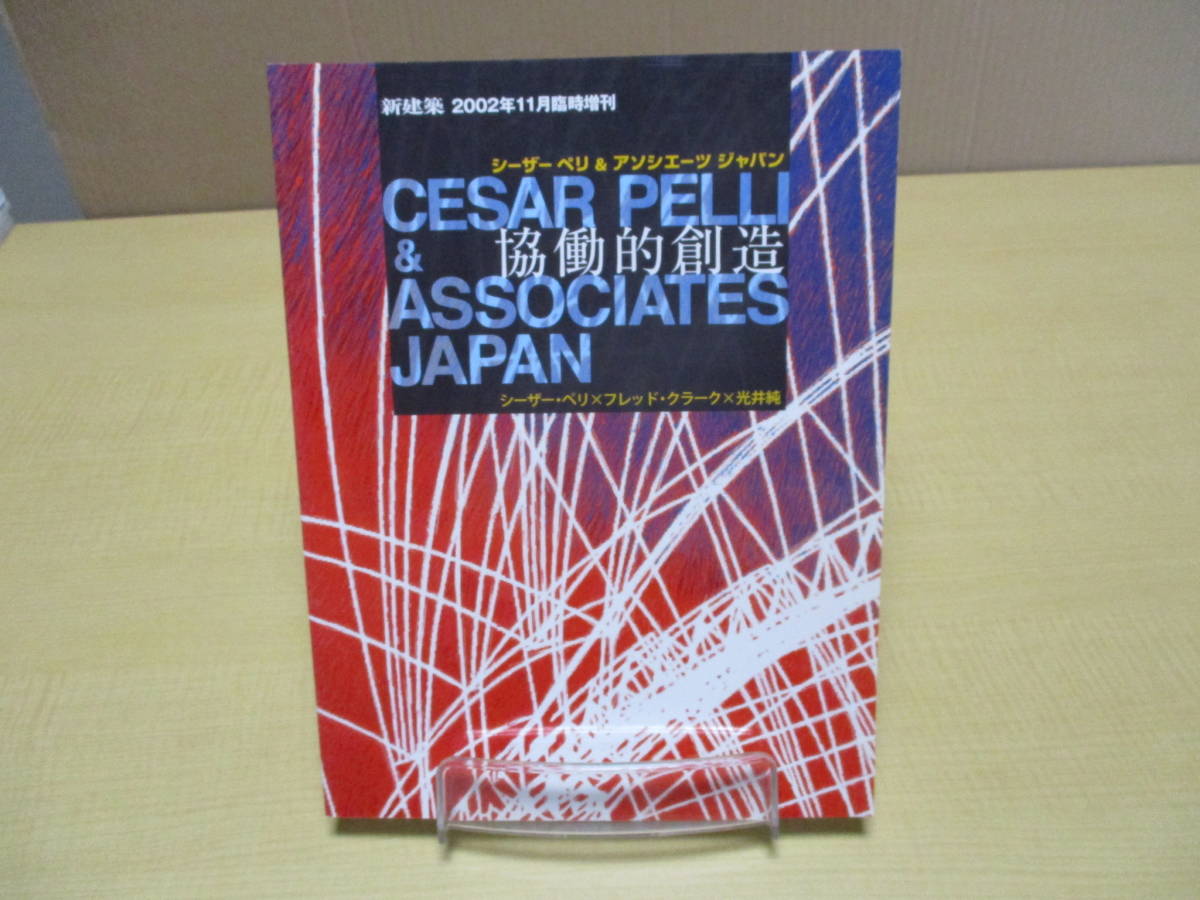 新建築 2002年11月臨時増刊
シーザー ペリ & アソシエーツ ジャパン
CESAR PELLI
& 協働的創造
ASSOCIATES
JAPAN
シーザー・ペリ×フレッド・クラーク×光井純